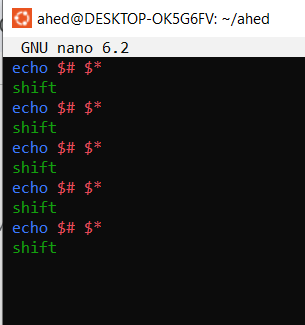 ahed@DESKTOP-OK5G6FV: ~/ahed
GNU nano 6.2
echo $# $*
shift
echo $# $*
shift
echo $# $*
shift
echo $# $*
shift
echo $# $*
shift